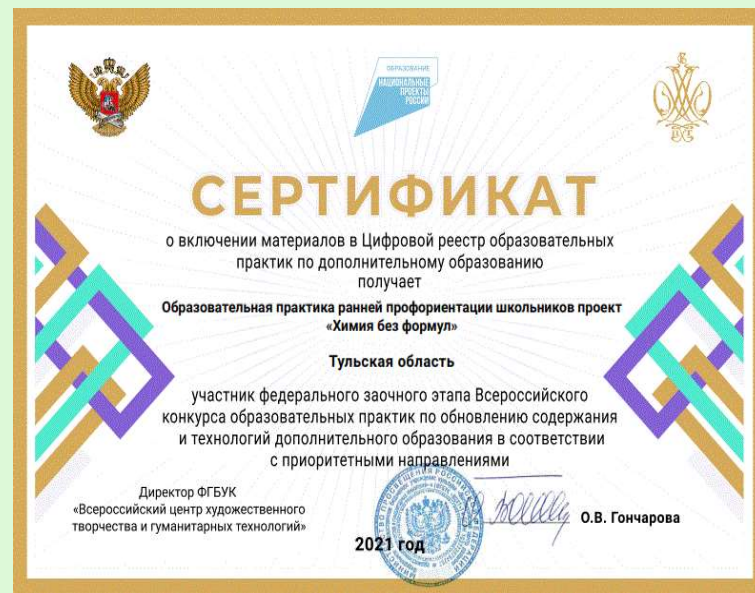 ОБРАЗОВАНИЕ
НАЦИОНАЛЬНЫЕ
ПРОЕКТЫ
РОССИИ
СЕРТИФИКАТ
о включении материалов в Цифровой реестр образовательных
практик по дополнительному образованию
получает
Образовательная практика ранней профориентации школьников проект
«Химия без формул»
Тульская область
участник федерального заочного этапа Всероссийского
конкурса образовательных практик по обновлению содержания
и технологий дополнительного образования в соответствии
с приоритетными направлениями
Директор ФГБУК
«Всероссийский центр художественного
творчества и гуманитарных технологий»
О.В. Гончарова
2021 год